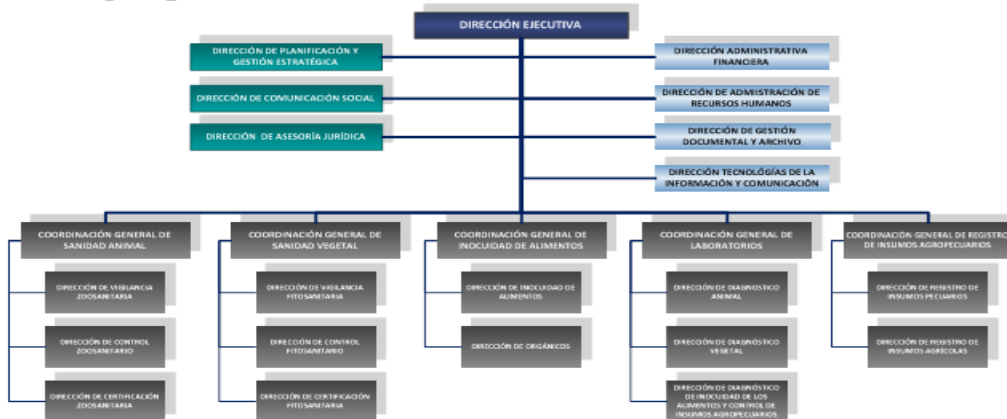 DIRECCIÓN EJECUTIVA
DIRECCIÓN DE PLANIFICACIÓN Y
GESTIÓN ESTRATÉGICA
DIRECCIÓN ADMINISTRATIVA
FINANCIERA
DIRECCIÓN DE COMUNICACIÓN SOCIAL
DIRECCIÓN DE ADMISTRACIÓN DE
RECURSOS HUMANOS
DIRECCIÓN DE ASESORÍA JURÍDICA
DIRECCIÓN DE GESTIÓN
DOCUMENTAL Y ARCHIVO
DIRECCIÓN TECNOLÓGÍAS DE LA
INFORMACIÓN Y COMUNICACIÓN
COORDINACIÓN GENERAL DE
SANIDAD ANIMAL
COORDINACIÓN GENERAL DE
SANIDAD VEGETAL
COORDINACIÓN GENERAL DE
INOCUIDAD DE ALIMENTOS
COORDINACIÓN GENERAL DE
LABORATORIOS
COORDINACIÓN GENERAL DE REGISTRO
DE INSUMOS AGROPECUARIOS
DIRECCIÓN DE VIGILANCIA
ZOOSANITARIA
DIRECCIÓN DE VIGILANCIA
FITOSANITARIA
DIRECCIÓN DE INOCUIDAD DE
ALIMENTOS
DIRECCIÓN DE DIAGNOSTICO
ANIMAL
DIRECCIÓN DE REGISTRO DE
INSUMOS PECUARIOS
DIRECCIÓN DE CONTROL
ZOOSANITARIO
DIRECCIÓN DE CONTROL
FITOSANITARIO
DIRECCIÓN DE ORGÁNICOS
DIRECCIÓN DE DIAGNÓSTICO
VEGETAL
DIRECCIÓN DE REGISTRO DE
INSUMOS AGRÍCOLAS
DIRECCIÓN DE CERTIFICACIÓN
ZOOSANITARIA
DIRECCIÓN DE CERTIFICACIÓN
FITOSANITARIA
DIRECCIÓN DE DIAGNÓSTICO
DE INOCUIDAD DE LOS
ALIMENTOS Y CONTROL DE
INSUMOS AGROPECUARIOS